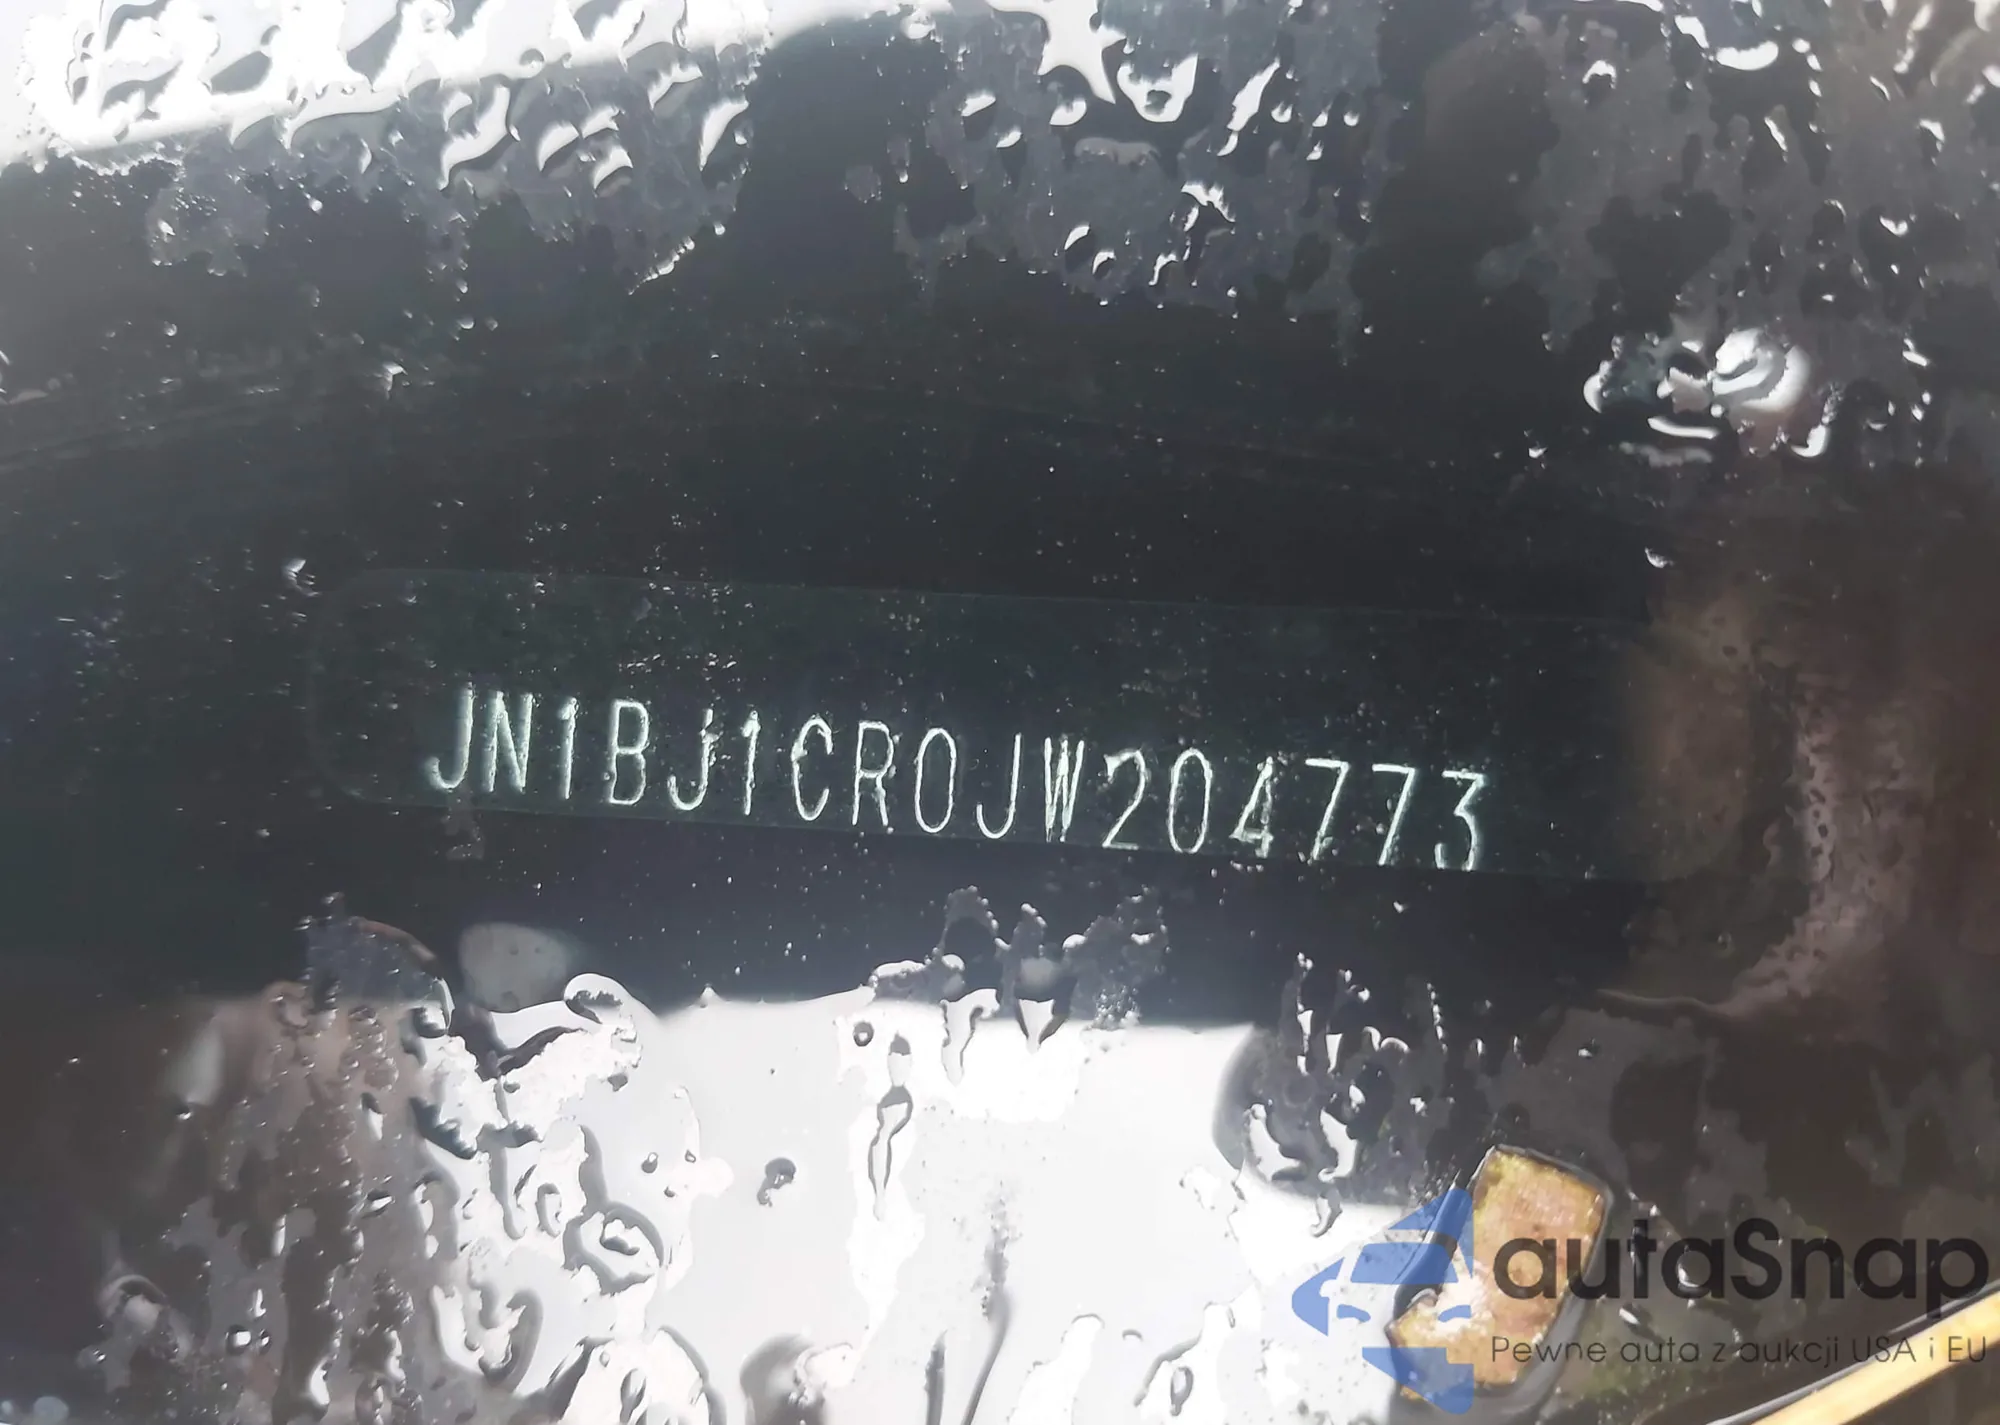 JN1BJ1CR0JW204773
autaSnap
Pewne auta z aukcji USA i EU